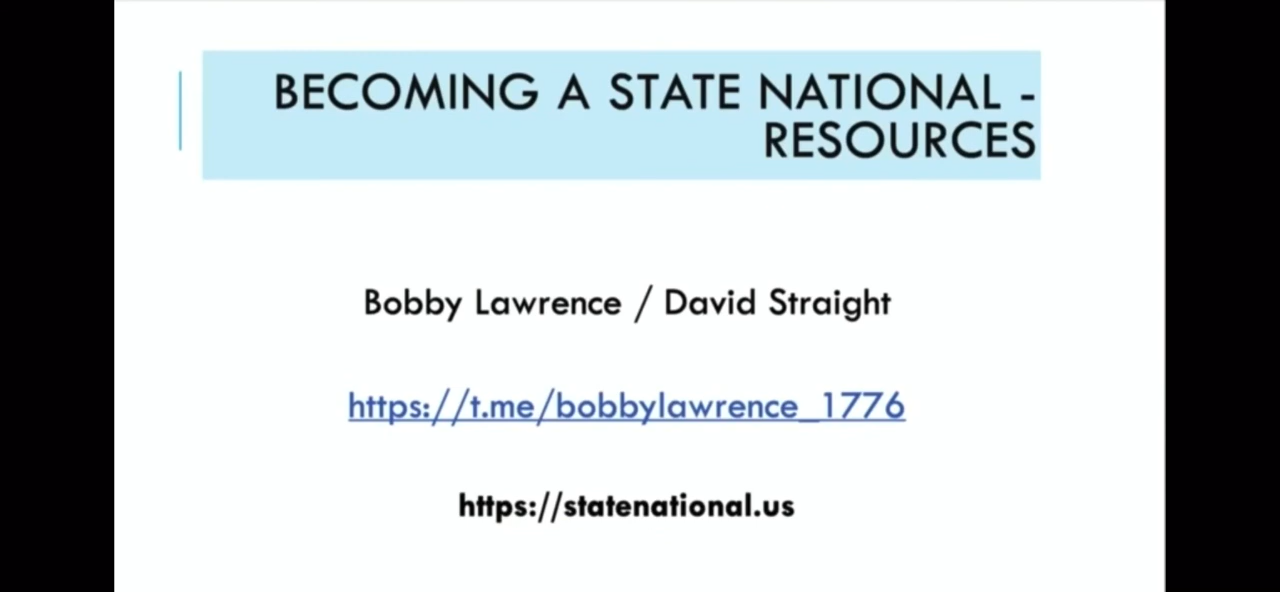 BECOMING A STATE NATIONAL -
RESOURCES
Bobby Lawrence / David Straight
https://t.me/bobbylawrence_1776
https://statenational.us